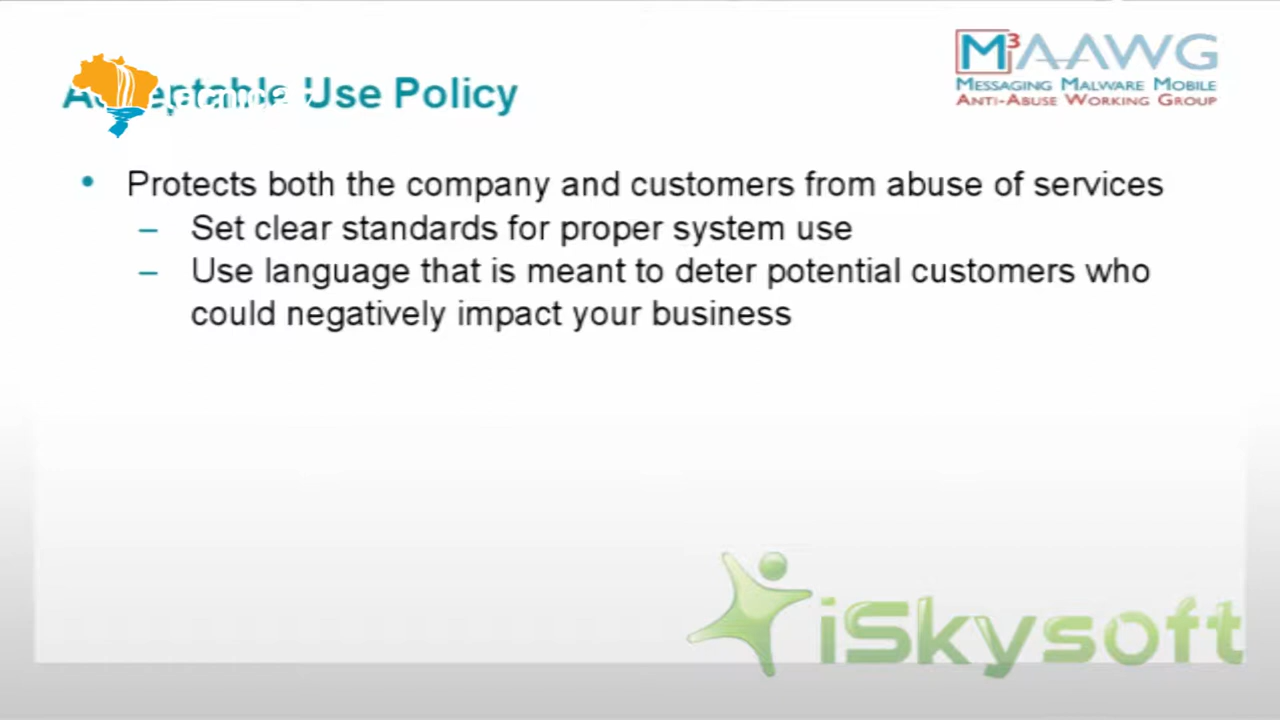 Use Policy
M3AAWG
MESSAGING MALWARE MOBILE
ANTI-ABUSE WORKING GROUP
• Protects both the company and customers from abuse of services
– Set clear standards for proper system use
– Use language that is meant to deter potential customers who
could negatively impact your business
iSkysoft